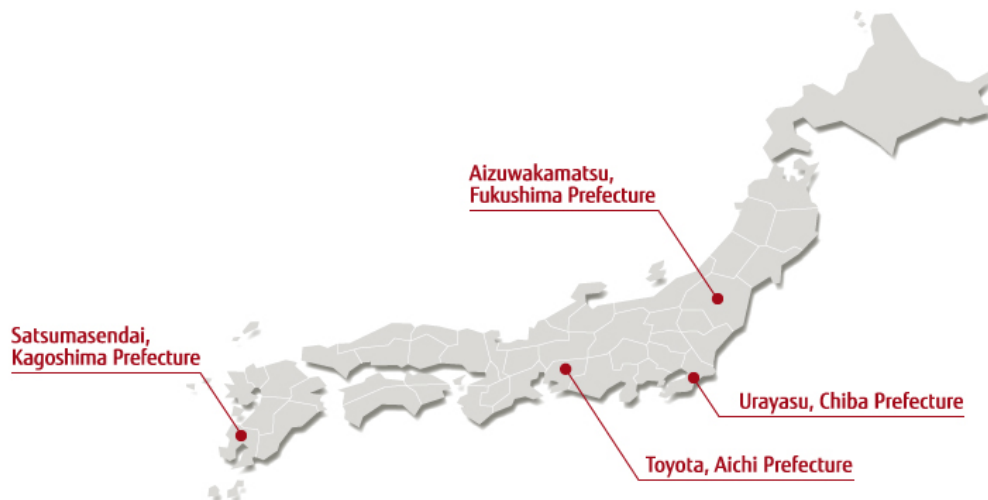 Aizuwakamatsu,
Fukushima Prefecture
Satsumasendai,
Kagoshima Prefecture
Urayasu, Chiba Prefecture
Toyota, Aichi Prefecture